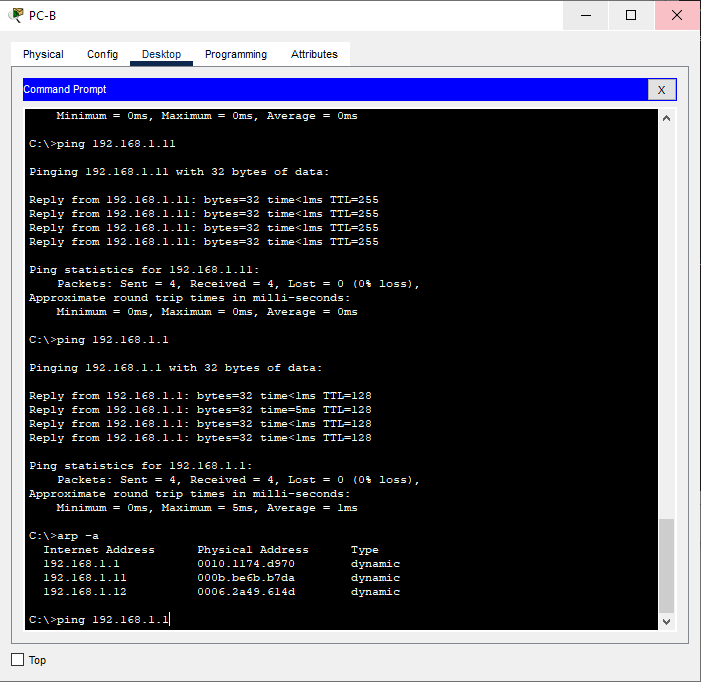 PC-B
Physical Config Desktop Programming Attributes
Command Prompt X
    Minimum = 0ms, Maximum = 0ms, Average = 0ms
C:\>ping 192.168.1.11
Pinging 192.168.1.11 with 32 bytes of data:
Reply from 192.168.1.11: bytes=32 time<1ms TTL=255
Reply from 192.168.1.11: bytes=32 time<1ms TTL=255
Reply from 192.168.1.11: bytes=32 time<1ms TTL=255
Reply from 192.168.1.11: bytes=32 time<1ms TTL=255
Ping statistics for 192.168.1.11:
    Packets: Sent = 4, Received = 4, Lost = 0 (0% loss),
Approximate round trip times in milli-seconds:
    Minimum = 0ms, Maximum = 0ms, Average = 0ms
C:\>ping 192.168.1.1
Pinging 192.168.1.1 with 32 bytes of data:
Reply from 192.168.1.1: bytes=32 time<1ms TTL=128
Reply from 192.168.1.1: bytes=32 time=5ms TTL=128
Reply from 192.168.1.1: bytes=32 time<1ms TTL=128
Reply from 192.168.1.1: bytes=32 time<1ms TTL=128
Ping statistics for 192.168.1.1:
    Packets: Sent = 4, Received = 4, Lost = 0 (0% loss),
Approximate round trip times in milli-seconds:
    Minimum = 0ms, Maximum = 5ms, Average = 1ms
C:\>arp -a
  Internet Address      Physical Address      Type
  192.168.1.1           0010.1174.d970        dynamic
  192.168.1.11          000b.be6b.b7da        dynamic
  192.168.1.12          0006.2a49.614d        dynamic
C:\>ping 192.168.1.1
Top